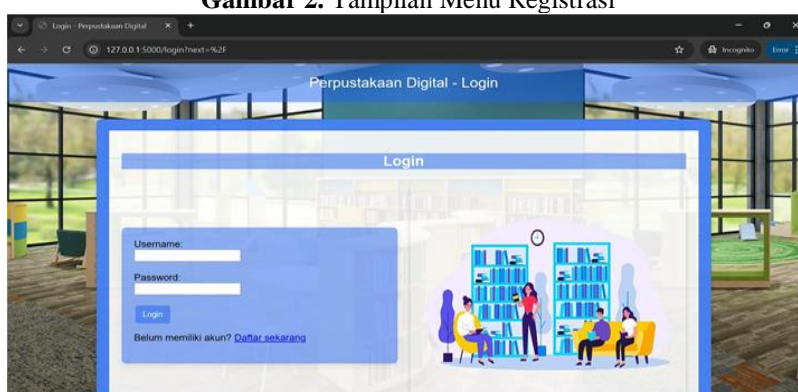 Gambar 2. Tampilan Menu Registrasi
Login - Perpustakaan Digital
127.0.0.1:5000/login?next=%2F
Incognito
Error
Perpustakaan Digital - Login
Login
Username:
Password:
Login
Belum memiliki akun? Daftar sekarang